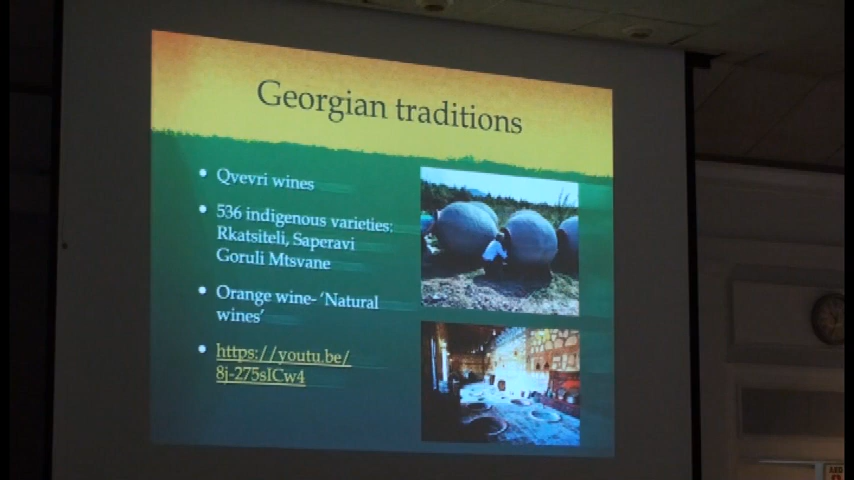 Georgian traditions
Qvevri wines
536 indigenous varieties:
Rkatsiteli, Saperavi
Goruli Mtsvane
Orange wine- 'Natural
wines'
https://youtu.be/
8j-275sICw4